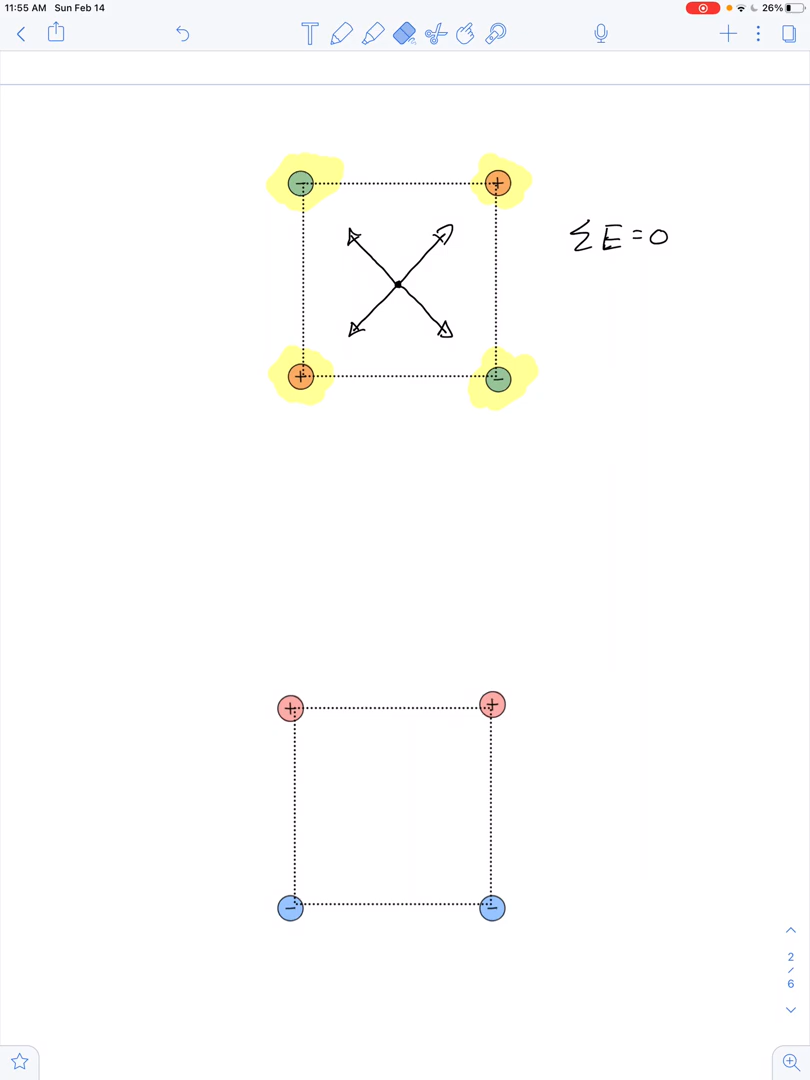 11:55 AM Sun Feb 14
26%
T
− +
ΣE=0
+ −
+ +
− −
2
/
6